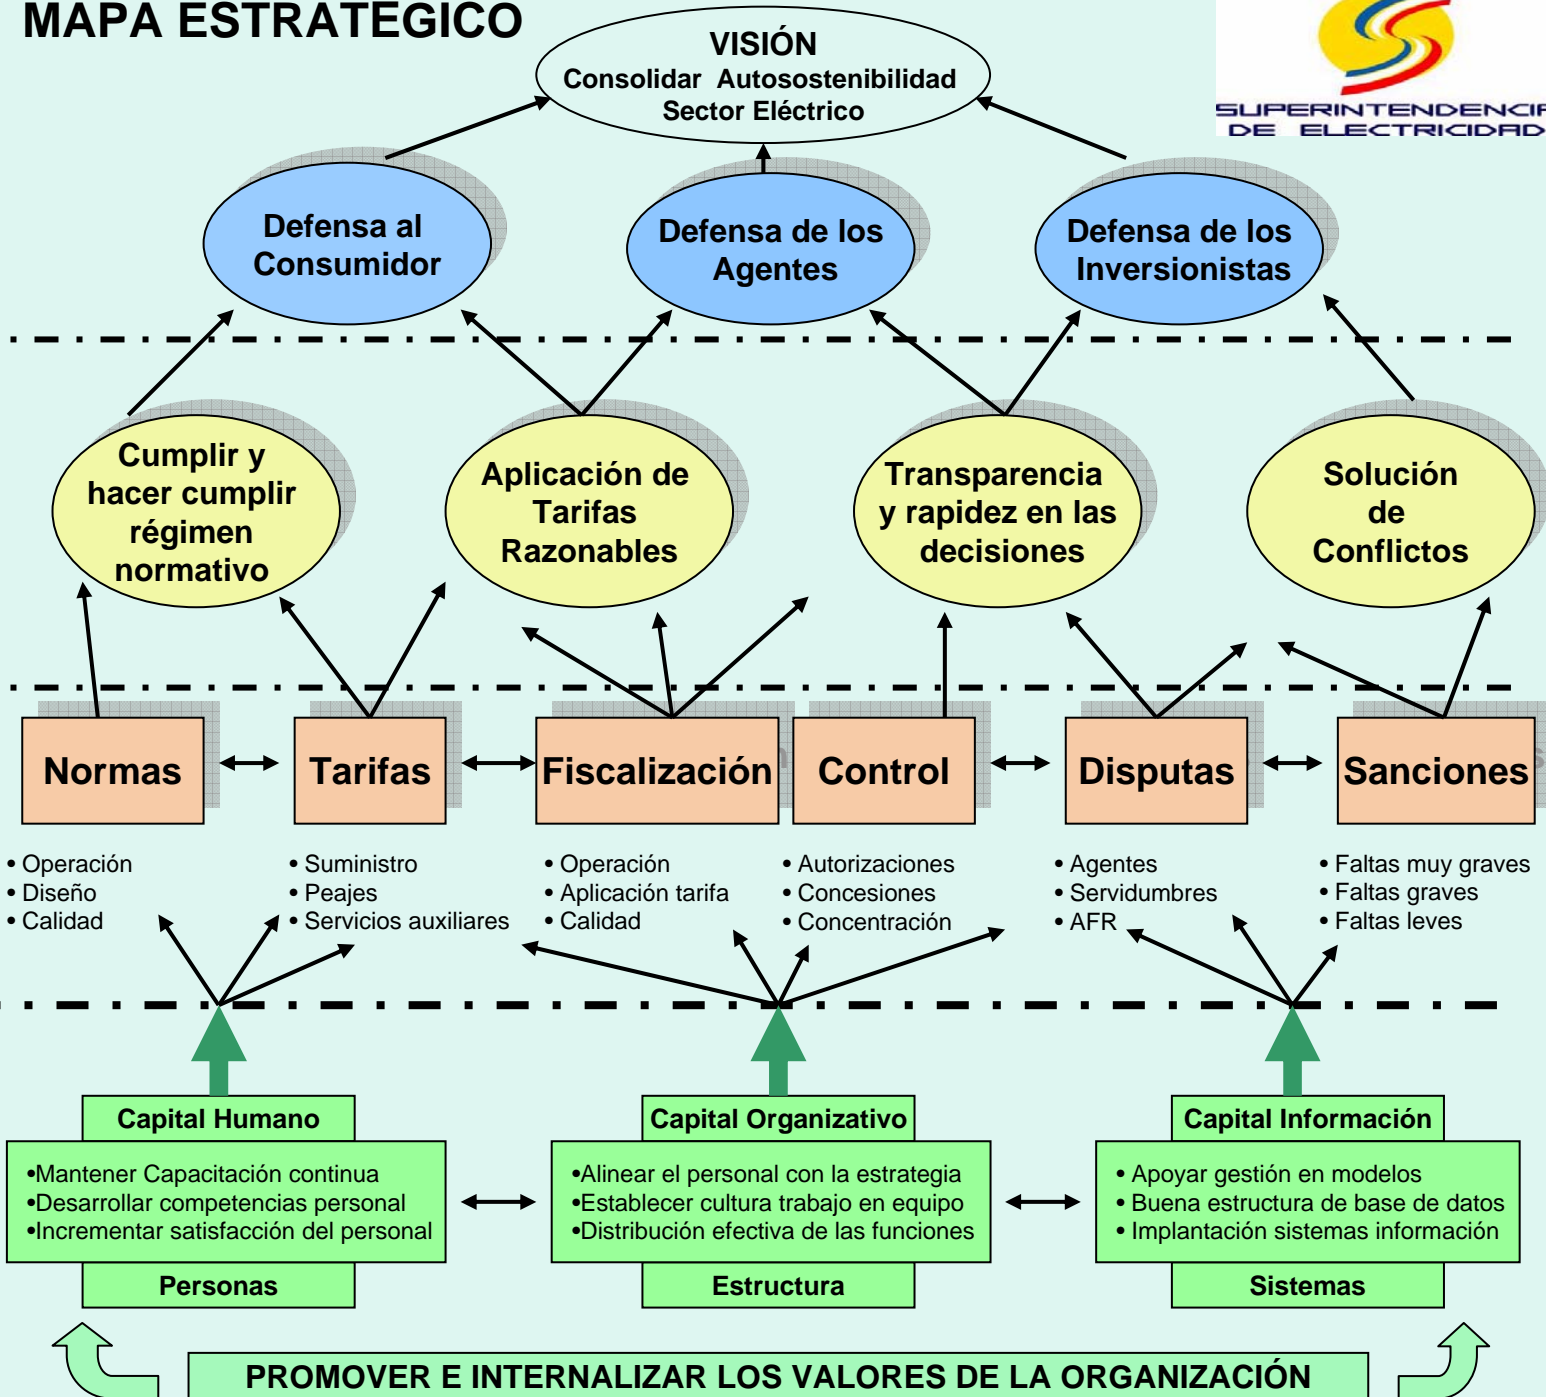 MAPA ESTRATEGICO
SUPERINTENDENCIA
DE ELECTRICIDAD
VISIÓN
Consolidar Autosostenibilidad
Sector Eléctrico
Defensa al
Consumidor
Defensa de los
Agentes
Defensa de los
Inversionistas
Cumplir y
hacer cumplir
régimen
normativo
Aplicación de
Tarifas
Razonables
Transparencia
y rapidez en las
decisiones
Solución
de
Conflictos
Normas
Tarifas
Fiscalización
Control
Disputas
Sanciones
• Operación
• Diseño
• Calidad
• Suministro
• Peajes
• Servicios auxiliares
• Operación
• Aplicación tarifa
• Calidad
• Autorizaciones
• Concesiones
• Concentración
• Agentes
• Servidumbres
• AFR
• Faltas muy graves
• Faltas graves
• Faltas leves
Capital Humano
•Mantener Capacitación continua
•Desarrollar competencias personal
•Incrementar satisfacción del personal
Personas
Capital Organizativo
•Alinear el personal con la estrategia
•Establecer cultura trabajo en equipo
•Distribución efectiva de las funciones
Estructura
Capital Información
• Apoyar gestión en modelos
• Buena estructura de base de datos
• Implantación sistemas información
Sistemas
PROMOVER E INTERNALIZAR LOS VALORES DE LA ORGANIZACIÓN